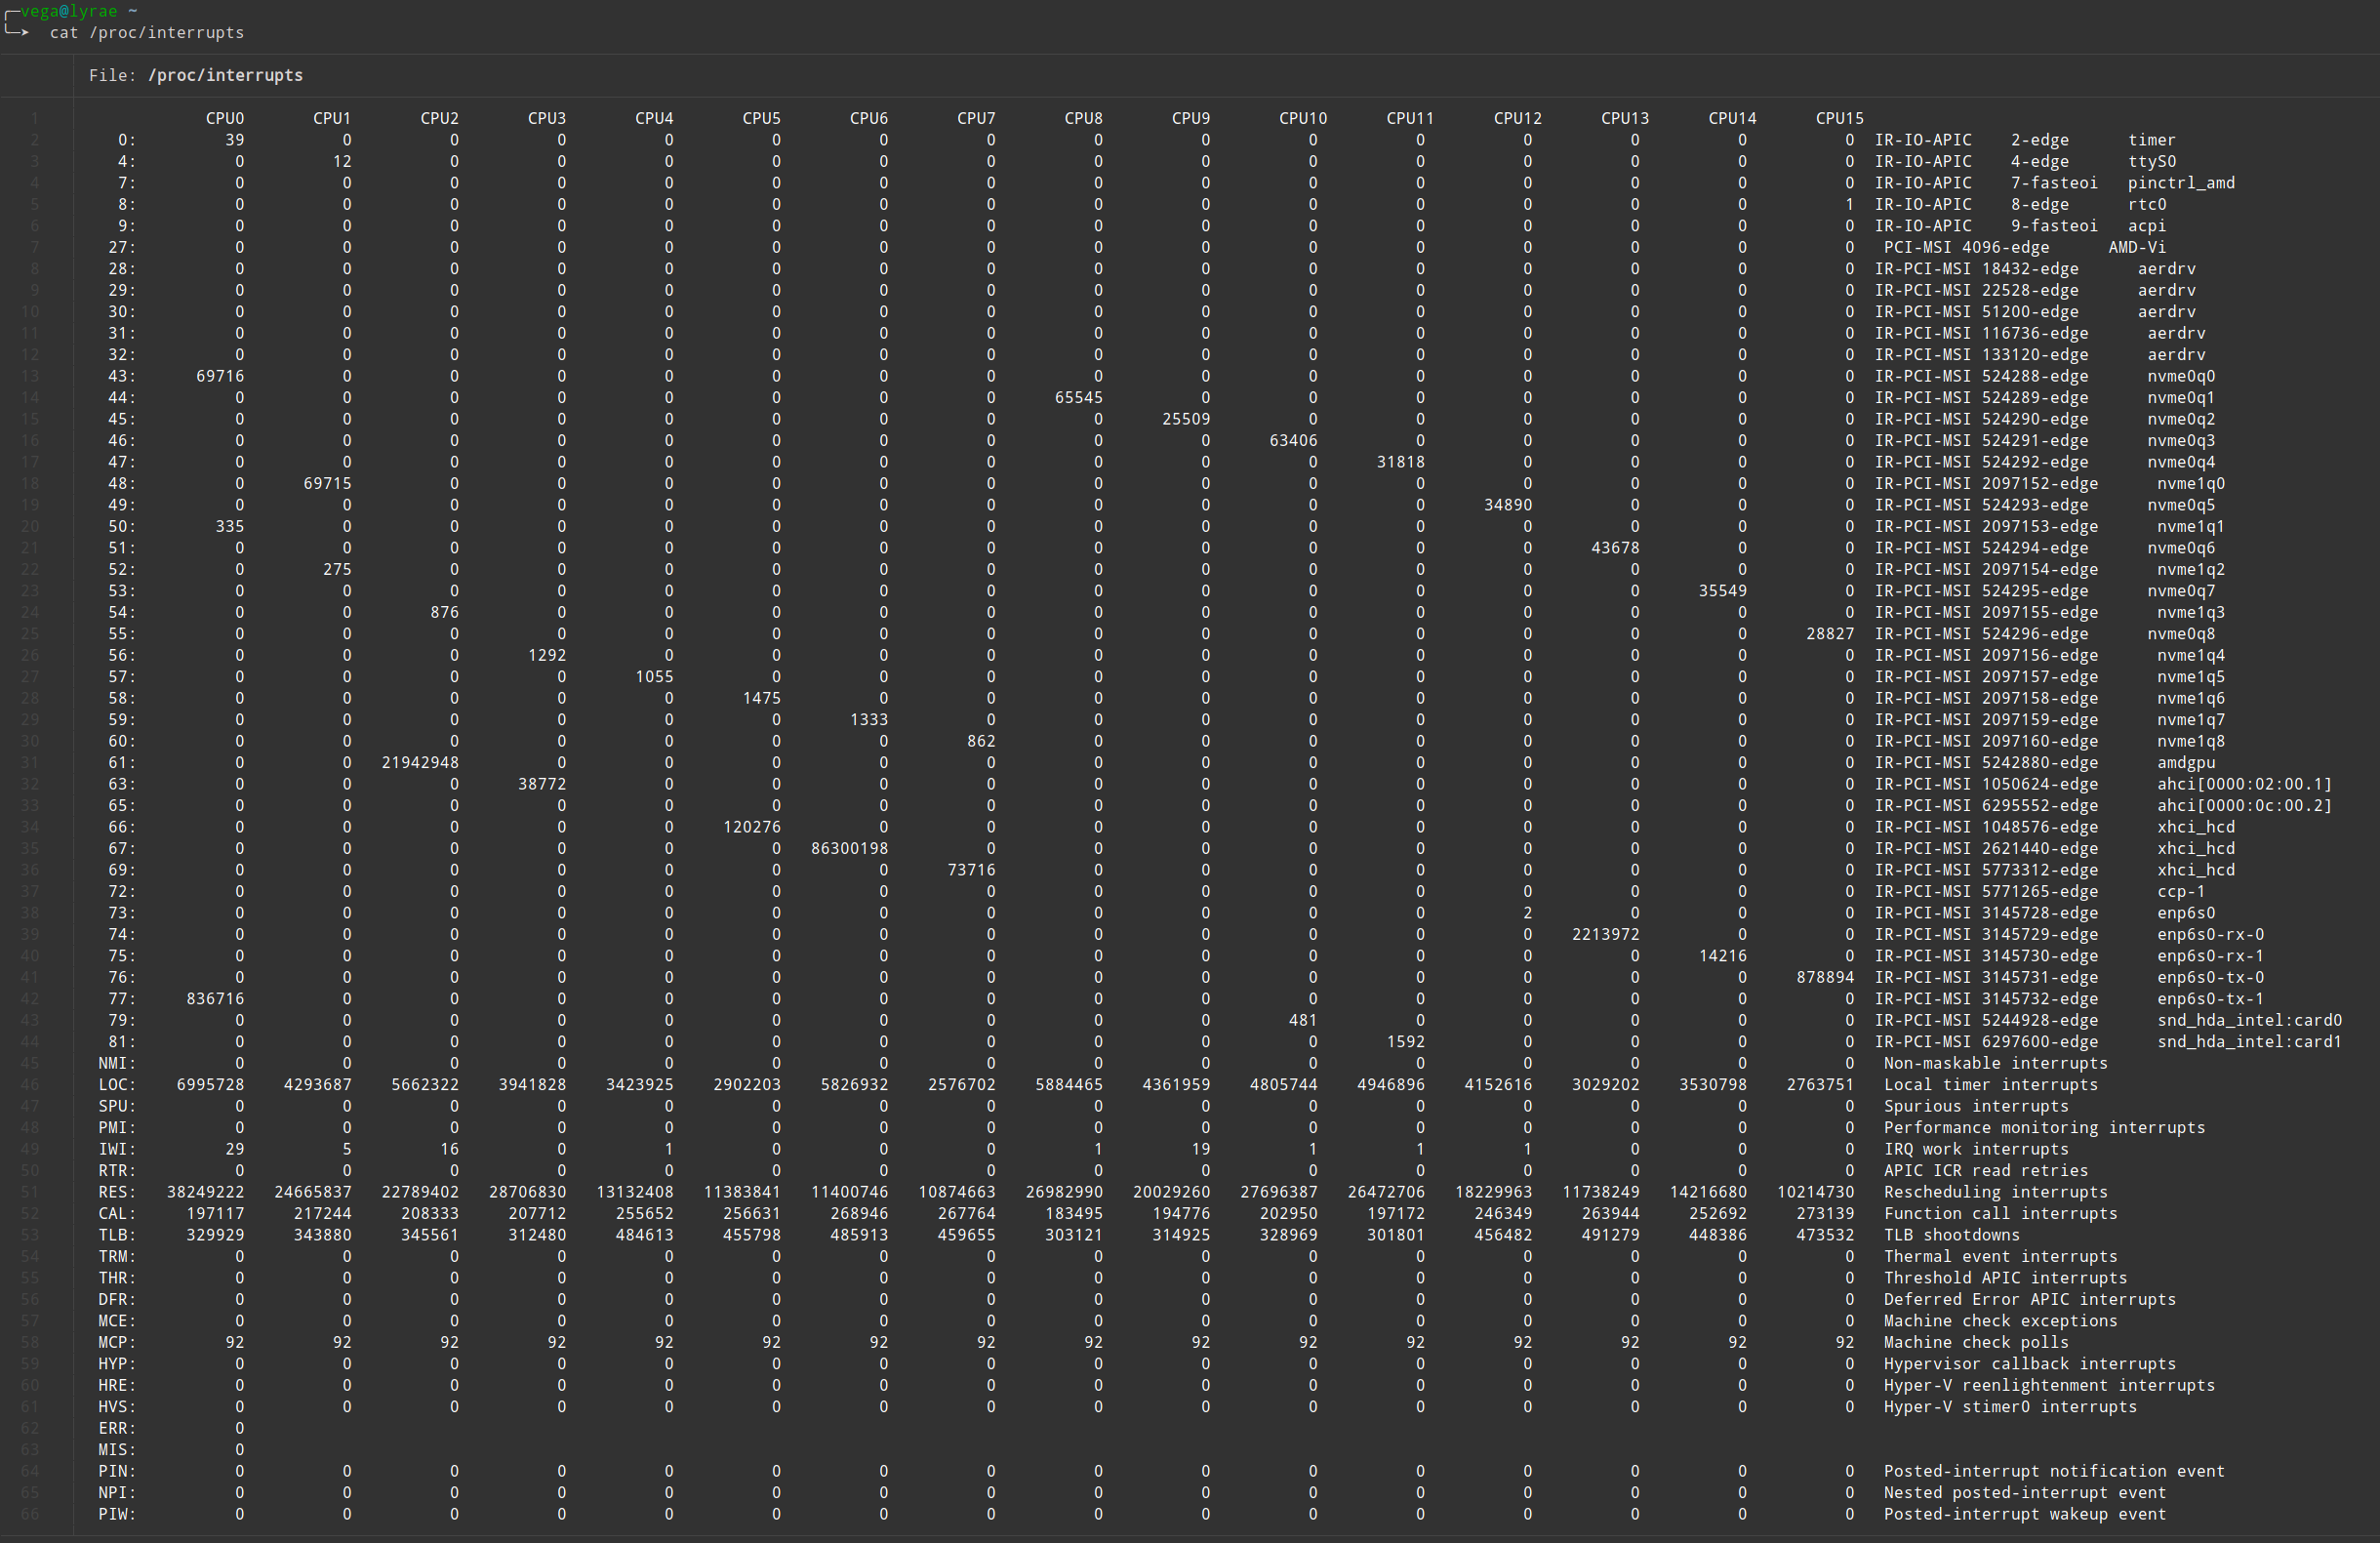 ╭─vega@lyrae ~
╰─➤  cat /proc/interrupts
File: /proc/interrupts
1 CPU0 CPU1 CPU2 CPU3 CPU4 CPU5 CPU6 CPU7 CPU8 CPU9 CPU10 CPU11 CPU12 CPU13 CPU14 CPU15
2 0: 39 0 0 0 0 0 0 0 0 0 0 0 0 0 0 0 IR-IO-APIC 2-edge timer
3 4: 0 12 0 0 0 0 0 0 0 0 0 0 0 0 0 0 IR-IO-APIC 4-edge ttyS0
4 7: 0 0 0 0 0 0 0 0 0 0 0 0 0 0 0 0 IR-IO-APIC 7-fasteoi pinctrl_amd
5 8: 0 0 0 0 0 0 0 0 0 0 0 0 0 0 0 1 IR-IO-APIC 8-edge rtc0
6 9: 0 0 0 0 0 0 0 0 0 0 0 0 0 0 0 0 IR-IO-APIC 9-fasteoi acpi
7 27: 0 0 0 0 0 0 0 0 0 0 0 0 0 0 0 0 PCI-MSI 4096-edge AMD-Vi
8 28: 0 0 0 0 0 0 0 0 0 0 0 0 0 0 0 0 IR-PCI-MSI 18432-edge aerdrv
9 29: 0 0 0 0 0 0 0 0 0 0 0 0 0 0 0 0 IR-PCI-MSI 22528-edge aerdrv
10 30: 0 0 0 0 0 0 0 0 0 0 0 0 0 0 0 0 IR-PCI-MSI 51200-edge aerdrv
11 31: 0 0 0 0 0 0 0 0 0 0 0 0 0 0 0 0 IR-PCI-MSI 116736-edge aerdrv
12 32: 0 0 0 0 0 0 0 0 0 0 0 0 0 0 0 0 IR-PCI-MSI 133120-edge aerdrv
13 43: 69716 0 0 0 0 0 0 0 0 0 0 0 0 0 0 0 IR-PCI-MSI 524288-edge nvme0q0
14 44: 0 0 0 0 0 0 0 0 65545 0 0 0 0 0 0 0 IR-PCI-MSI 524289-edge nvme0q1
15 45: 0 0 0 0 0 0 0 0 0 25509 0 0 0 0 0 0 IR-PCI-MSI 524290-edge nvme0q2
16 46: 0 0 0 0 0 0 0 0 0 0 63406 0 0 0 0 0 IR-PCI-MSI 524291-edge nvme0q3
17 47: 0 0 0 0 0 0 0 0 0 0 0 31818 0 0 0 0 IR-PCI-MSI 524292-edge nvme0q4
18 48: 0 69715 0 0 0 0 0 0 0 0 0 0 0 0 0 0 IR-PCI-MSI 2097152-edge nvme1q0
19 49: 0 0 0 0 0 0 0 0 0 0 0 0 34890 0 0 0 IR-PCI-MSI 524293-edge nvme0q5
20 50: 335 0 0 0 0 0 0 0 0 0 0 0 0 0 0 0 IR-PCI-MSI 2097153-edge nvme1q1
21 51: 0 0 0 0 0 0 0 0 0 0 0 0 0 43678 0 0 IR-PCI-MSI 524294-edge nvme0q6
22 52: 0 275 0 0 0 0 0 0 0 0 0 0 0 0 0 0 IR-PCI-MSI 2097154-edge nvme1q2
23 53: 0 0 0 0 0 0 0 0 0 0 0 0 0 0 35549 0 IR-PCI-MSI 524295-edge nvme0q7
24 54: 0 0 876 0 0 0 0 0 0 0 0 0 0 0 0 0 IR-PCI-MSI 2097155-edge nvme1q3
25 55: 0 0 0 0 0 0 0 0 0 0 0 0 0 0 0 28827 IR-PCI-MSI 524296-edge nvme0q8
26 56: 0 0 0 1292 0 0 0 0 0 0 0 0 0 0 0 0 IR-PCI-MSI 2097156-edge nvme1q4
27 57: 0 0 0 0 1055 0 0 0 0 0 0 0 0 0 0 0 IR-PCI-MSI 2097157-edge nvme1q5
28 58: 0 0 0 0 0 1475 0 0 0 0 0 0 0 0 0 0 IR-PCI-MSI 2097158-edge nvme1q6
29 59: 0 0 0 0 0 0 1333 0 0 0 0 0 0 0 0 0 IR-PCI-MSI 2097159-edge nvme1q7
30 60: 0 0 0 0 0 0 0 862 0 0 0 0 0 0 0 0 IR-PCI-MSI 2097160-edge nvme1q8
31 61: 0 0 21942948 0 0 0 0 0 0 0 0 0 0 0 0 0 IR-PCI-MSI 5242880-edge amdgpu
32 63: 0 0 0 38772 0 0 0 0 0 0 0 0 0 0 0 0 IR-PCI-MSI 1050624-edge ahci[0000:02:00.1]
33 65: 0 0 0 0 0 0 0 0 0 0 0 0 0 0 0 0 IR-PCI-MSI 6295552-edge ahci[0000:0c:00.2]
34 66: 0 0 0 0 0 120276 0 0 0 0 0 0 0 0 0 0 IR-PCI-MSI 1048576-edge xhci_hcd
35 67: 0 0 0 0 0 0 86300198 0 0 0 0 0 0 0 0 0 IR-PCI-MSI 2621440-edge xhci_hcd
36 69: 0 0 0 0 0 0 0 73716 0 0 0 0 0 0 0 0 IR-PCI-MSI 5773312-edge xhci_hcd
37 72: 0 0 0 0 0 0 0 0 0 0 0 0 0 0 0 0 IR-PCI-MSI 5771265-edge ccp-1
38 73: 0 0 0 0 0 0 0 0 0 0 0 0 2 0 0 0 IR-PCI-MSI 3145728-edge enp6s0
39 74: 0 0 0 0 0 0 0 0 0 0 0 0 0 2213972 0 0 IR-PCI-MSI 3145729-edge enp6s0-rx-0
40 75: 0 0 0 0 0 0 0 0 0 0 0 0 0 0 14216 0 IR-PCI-MSI 3145730-edge enp6s0-rx-1
41 76: 0 0 0 0 0 0 0 0 0 0 0 0 0 0 0 878894 IR-PCI-MSI 3145731-edge enp6s0-tx-0
42 77: 836716 0 0 0 0 0 0 0 0 0 0 0 0 0 0 0 IR-PCI-MSI 3145732-edge enp6s0-tx-1
43 79: 0 0 0 0 0 0 0 0 0 0 481 0 0 0 0 0 IR-PCI-MSI 5244928-edge snd_hda_intel:card0
44 81: 0 0 0 0 0 0 0 0 0 0 0 1592 0 0 0 0 IR-PCI-MSI 6297600-edge snd_hda_intel:card1
45 NMI: 0 0 0 0 0 0 0 0 0 0 0 0 0 0 0 0 Non-maskable interrupts
46 LOC: 6995728 4293687 5662322 3941828 3423925 2902203 5826932 2576702 5884465 4361959 4805744 4946896 4152616 3029202 3530798 2763751 Local timer interrupts
47 SPU: 0 0 0 0 0 0 0 0 0 0 0 0 0 0 0 0 Spurious interrupts
48 PMI: 0 0 0 0 0 0 0 0 0 0 0 0 0 0 0 0 Performance monitoring interrupts
49 IWI: 29 5 16 0 1 0 0 0 1 19 1 1 1 0 0 0 IRQ work interrupts
50 RTR: 0 0 0 0 0 0 0 0 0 0 0 0 0 0 0 0 APIC ICR read retries
51 RES: 38249222 24665837 22789402 28706830 13132408 11383841 11400746 10874663 26982990 20029260 27696387 26472706 18229963 11738249 14216680 10214730 Rescheduling interrupts
52 CAL: 197117 217244 208333 207712 255652 256631 268946 267764 183495 194776 202950 197172 246349 263944 252692 273139 Function call interrupts
53 TLB: 329929 343880 345561 312480 484613 455798 485913 459655 303121 314925 328969 301801 456482 491279 448386 473532 TLB shootdowns
54 TRM: 0 0 0 0 0 0 0 0 0 0 0 0 0 0 0 0 Thermal event interrupts
55 THR: 0 0 0 0 0 0 0 0 0 0 0 0 0 0 0 0 Threshold APIC interrupts
56 DFR: 0 0 0 0 0 0 0 0 0 0 0 0 0 0 0 0 Deferred Error APIC interrupts
57 MCE: 0 0 0 0 0 0 0 0 0 0 0 0 0 0 0 0 Machine check exceptions
58 MCP: 92 92 92 92 92 92 92 92 92 92 92 92 92 92 92 92 Machine check polls
59 HYP: 0 0 0 0 0 0 0 0 0 0 0 0 0 0 0 0 Hypervisor callback interrupts
60 HRE: 0 0 0 0 0 0 0 0 0 0 0 0 0 0 0 0 Hyper-V reenlightenment interrupts
61 HVS: 0 0 0 0 0 0 0 0 0 0 0 0 0 0 0 0 Hyper-V stimer0 interrupts
62 ERR: 0
63 MIS: 0
64 PIN: 0 0 0 0 0 0 0 0 0 0 0 0 0 0 0 0 Posted-interrupt notification event
65 NPI: 0 0 0 0 0 0 0 0 0 0 0 0 0 0 0 0 Nested posted-interrupt event
66 PIW: 0 0 0 0 0 0 0 0 0 0 0 0 0 0 0 0 Posted-interrupt wakeup event